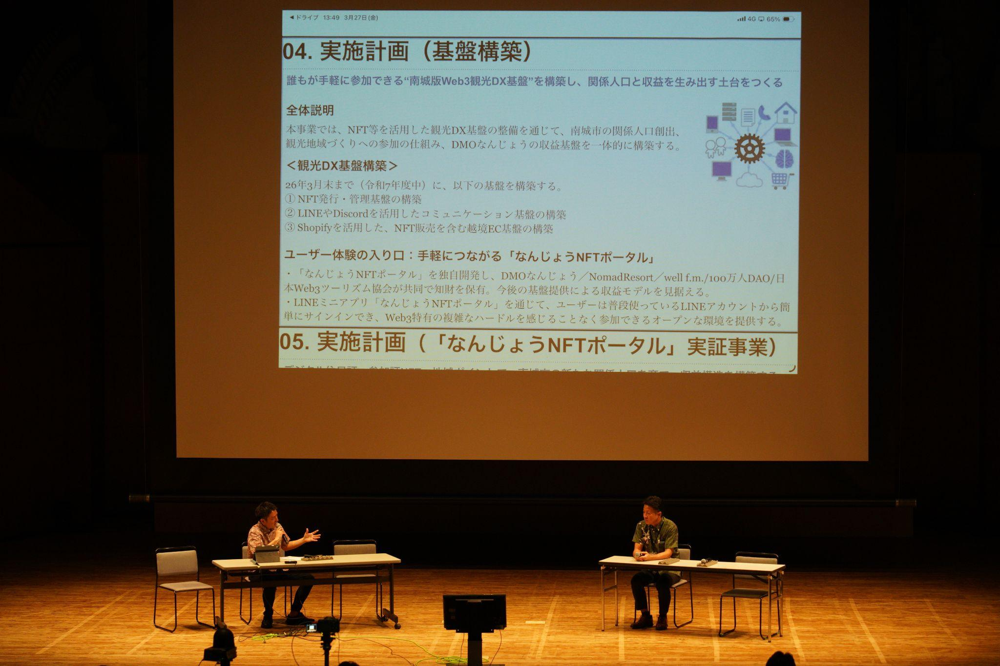 ◀ドライブ 13:49 3月27日(金)
4G 65%
04. 実施計画（基盤構築）
誰もが手軽に参加できる“南城版Web3観光DX基盤”を構築し、関係人口と収益を生み出す土台をつくる
全体説明
本事業では、NFT等を活用した観光DX基盤の整備を通じて、南城市の関係人口創出、
観光地域づくりへの参加の仕組み、DMOなんじょうの収益基盤を一体的に構築する。
＜観光DX基盤構築＞
26年3月末まで（令和7年度中）に、以下の基盤を構築する。
① NFT発行・管理基盤の構築
② LINEやDiscordを活用したコミュニケーション基盤の構築
③ Shopifyを活用した、NFT販売を含む越境EC基盤の構築
ユーザー体験の入り口：手軽につながる「なんじょうNFTポータル」
・「なんじょうNFTポータル」を独自開発し、DMOなんじょう／NomadResort／well f.m./100万人DAO/日
本Web3ツーリズム協会が共同で知財を保有。今後の基盤提供による収益モデルを見据える。
・LINEミニアプリ「なんじょうNFTポータル」を通じて、ユーザーは普段使っているLINEアカウントから簡
単にサインインでき、Web3特有の複雑なハードルを感じることなく参加できるオープンな環境を提供する。
05. 実施計画（「なんじょうNFTポータル」実証事業）